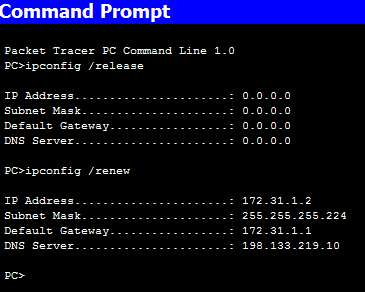 Command Prompt
Packet Tracer PC Command Line 1.0
PC>ipconfig /release
IP Address......................: 0.0.0.0
Subnet Mask.....................: 0.0.0.0
Default Gateway.................: 0.0.0.0
DNS Server......................: 0.0.0.0
PC>ipconfig /renew
IP Address......................: 172.31.1.2
Subnet Mask.....................: 255.255.255.224
Default Gateway.................: 172.31.1.1
DNS Server......................: 198.133.219.10
PC>